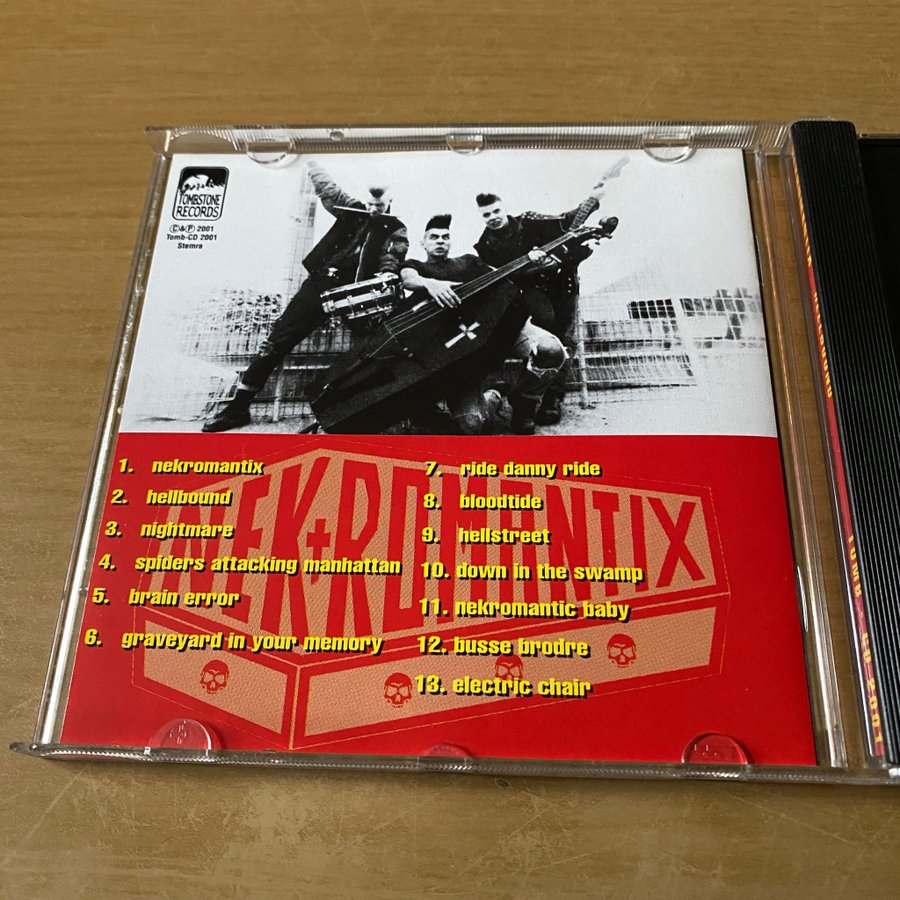 TOMBSTONE
RECORDS
©&℗ 2001
Tomb-CD 2001
Stemra
NEKROMANTIX
1. nekromantix
2. hellbound
3. nightmare
4. spiders attacking manhattan
5. brain error
6. graveyard in your memory
7. ride danny ride
8. bloodtide
9. hellstreet
10. down in the swamp
11. nekromantic baby
12. busse brodre
13. electric chair